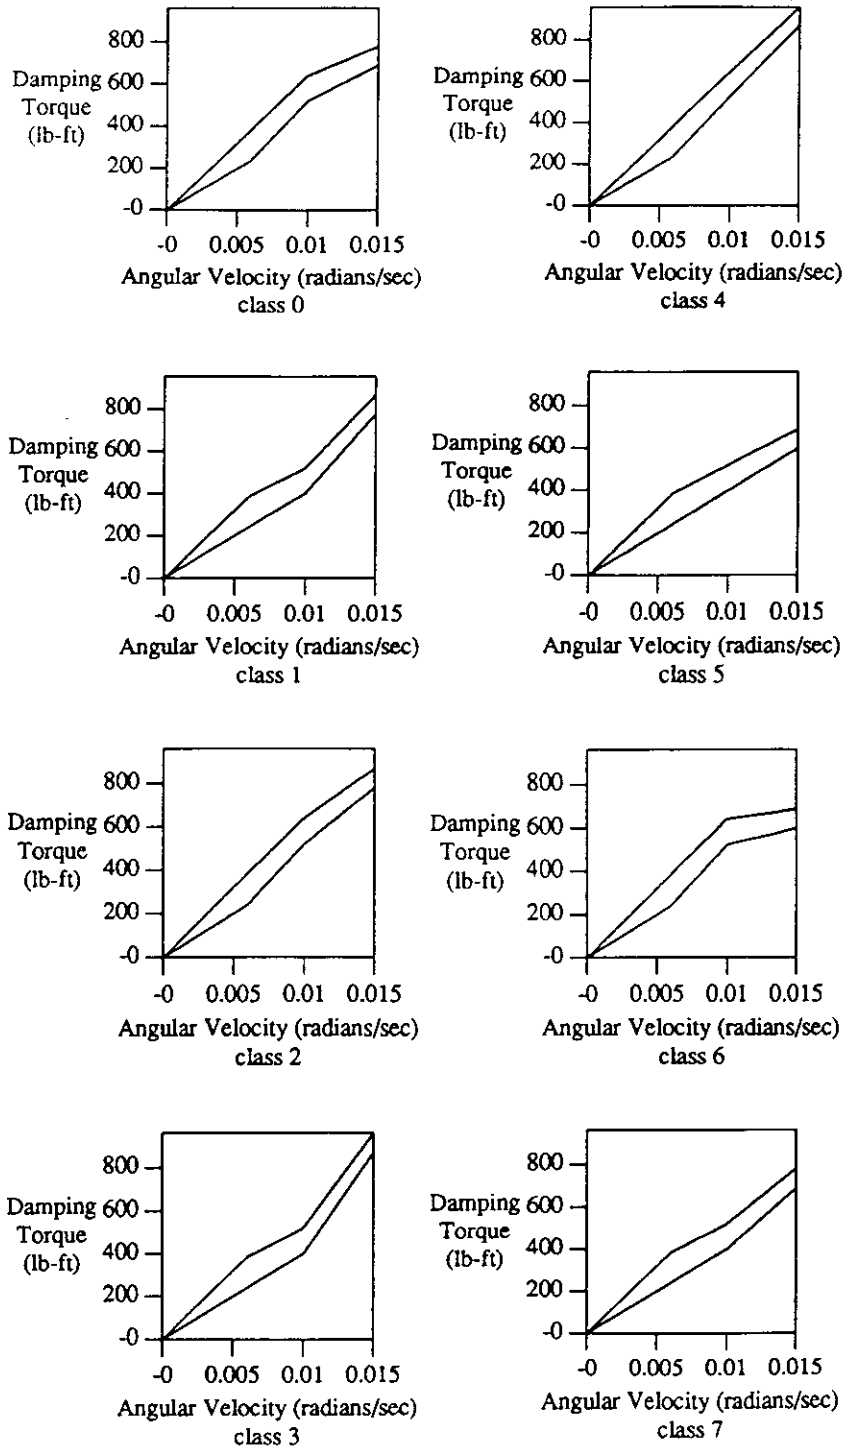 800
Damping 600
Torque
(lb-ft) 400
200
-0
-0 0.005 0.01 0.015
Angular Velocity (radians/sec)
class 0
800
Damping 600
Torque
(lb-ft) 400
200
-0
-0 0.005 0.01 0.015
Angular Velocity (radians/sec)
class 4
800
Damping 600
Torque
(lb-ft) 400
200
-0
-0 0.005 0.01 0.015
Angular Velocity (radians/sec)
class 1
800
Damping 600
Torque
(lb-ft) 400
200
-0
-0 0.005 0.01 0.015
Angular Velocity (radians/sec)
class 5
800
Damping 600
Torque
(lb-ft) 400
200
-0
-0 0.005 0.01 0.015
Angular Velocity (radians/sec)
class 2
800
Damping 600
Torque
(lb-ft) 400
200
-0
-0 0.005 0.01 0.015
Angular Velocity (radians/sec)
class 6
800
Damping 600
Torque
(lb-ft) 400
200
-0
-0 0.005 0.01 0.015
Angular Velocity (radians/sec)
class 3
800
Damping 600
Torque
(lb-ft) 400
200
-0
-0 0.005 0.01 0.015
Angular Velocity (radians/sec)
class 7